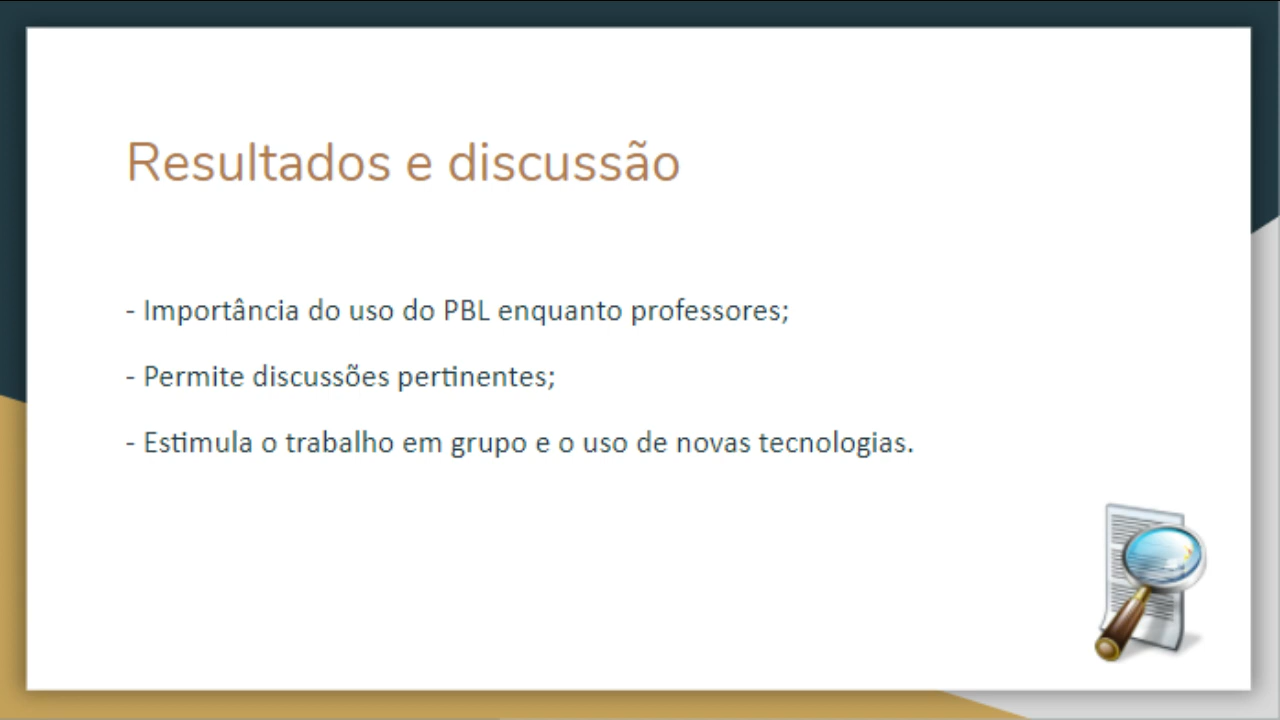 Resultados e discussão
- Importância do uso do PBL enquanto professores;
- Permite discussões pertinentes;
- Estimula o trabalho em grupo e o uso de novas tecnologias.